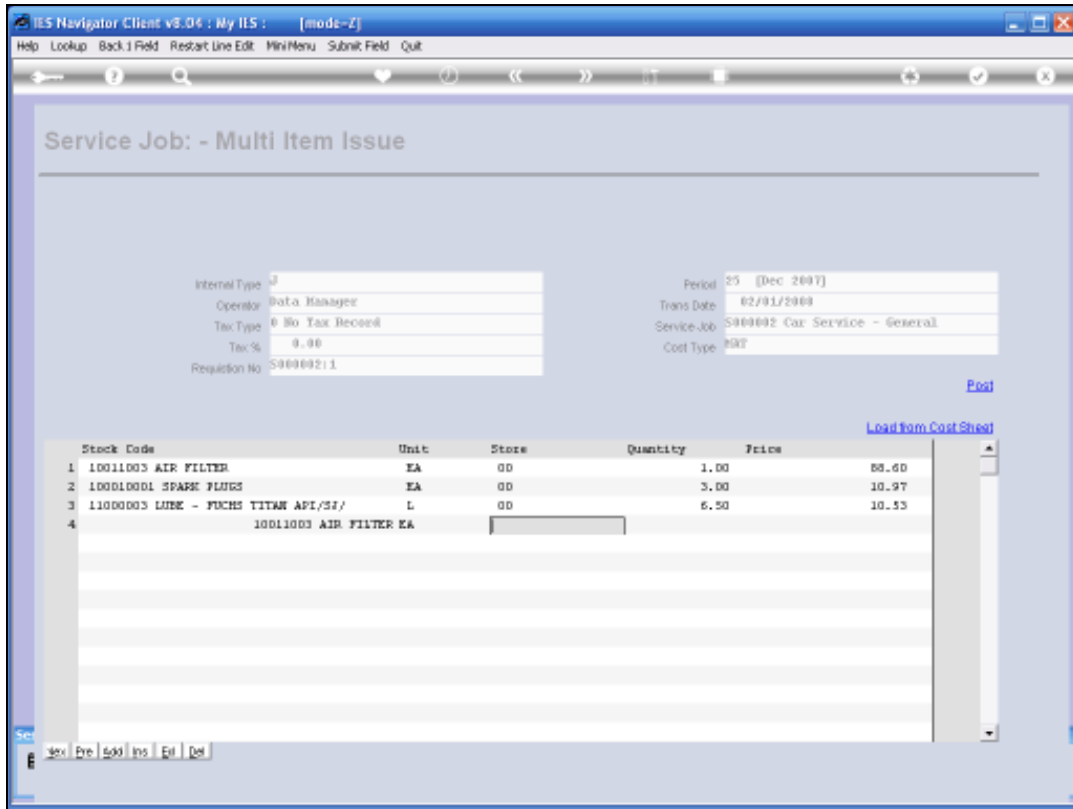 IES Navigator Client v8.04 : My IES : [mode=Z]
Help Lookup Back 1 Field Restart Line Edit MiniMenu Submit Field Quit
Service Job: - Multi Item Issue
Internal Type J
Period 25 [Dec 2007]
Operator Data Manager
Trans Date 02/01/2008
Tax Type 0 No Tax Record
Service Job S000002 Car Service - General
Tax % 0.00
Cost Type MAT
Requistion No S000002:1
Post
Load from Cost Sheet
Stock Code Unit Store Quantity Price
1 10011003 AIR FILTER EA 00 1.00 88.60
2 100010001 SPARK PLUGS EA 00 3.00 10.97
3 11000003 LUBE - FUCHS TITAN API/SJ/ L 00 6.50 10.53
4 10011003 AIR FILTER EA
Nex Pre Add Ins Exi Del